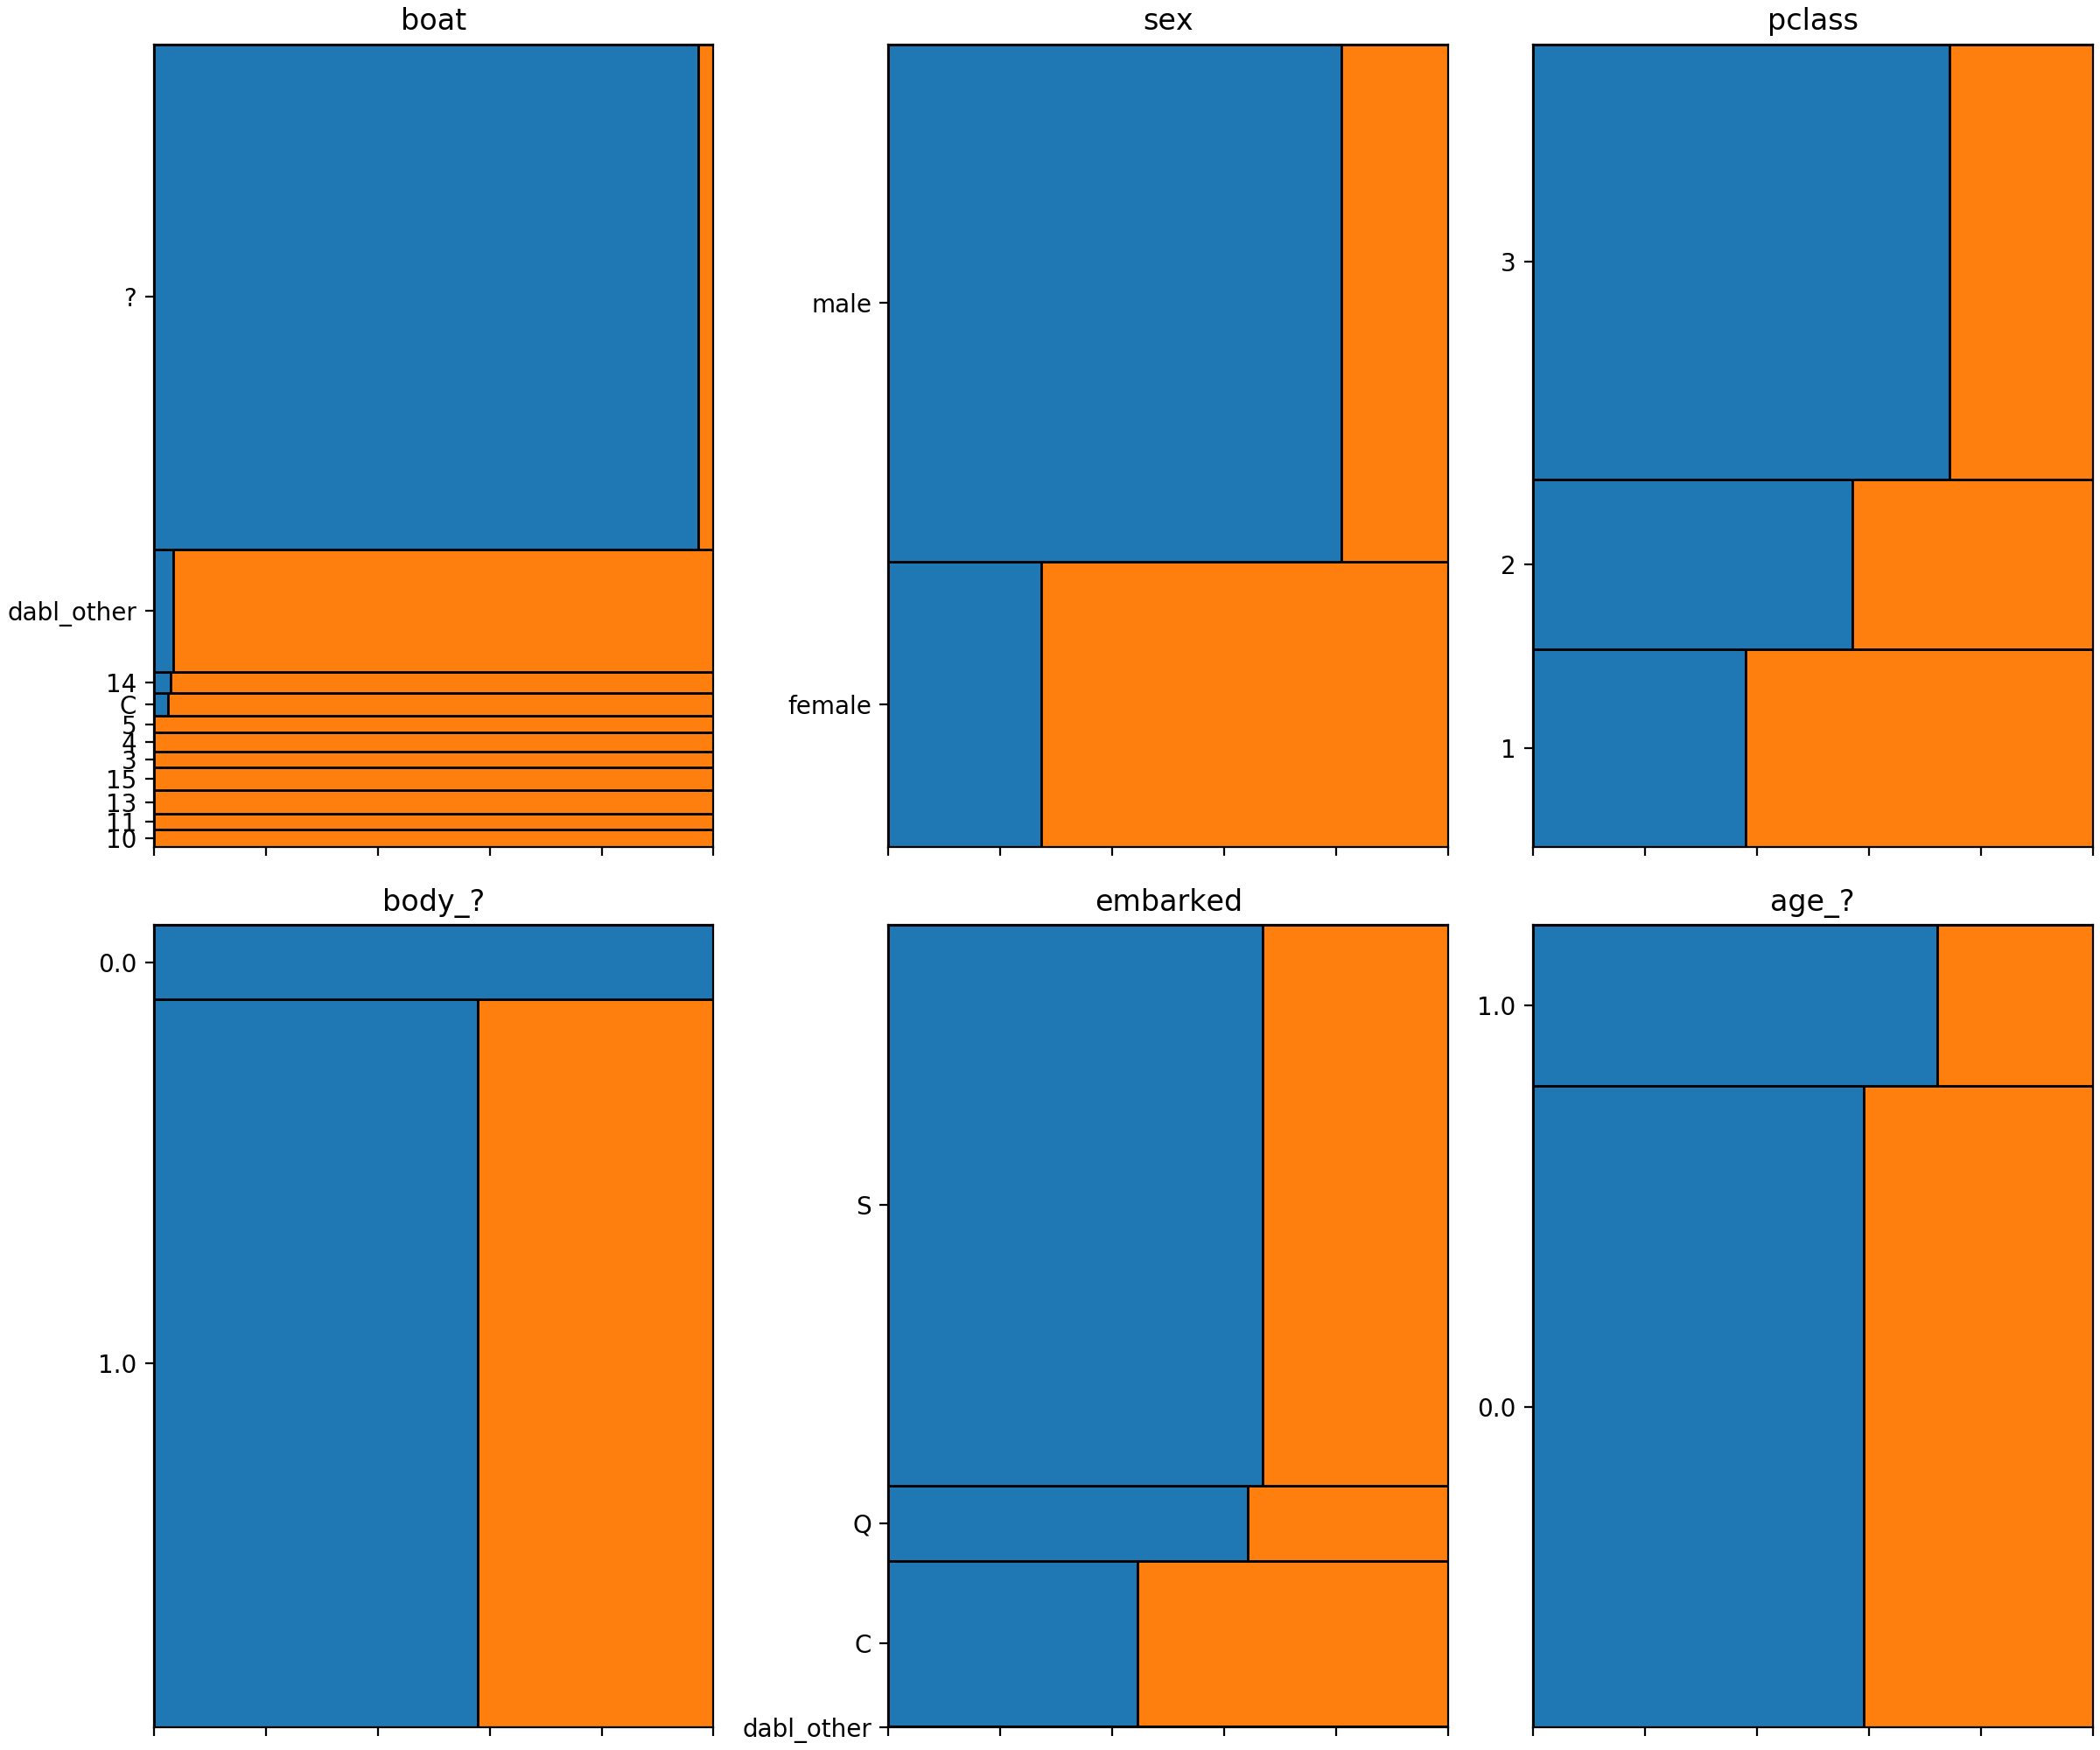 boat
?
dabl_other
14
C
5
4
3
15
13
11
10
sex
male
female
pclass
3
2
1
body_?
0.0
1.0
embarked
S
Q
C
dabl_other
age_?
1.0
0.0